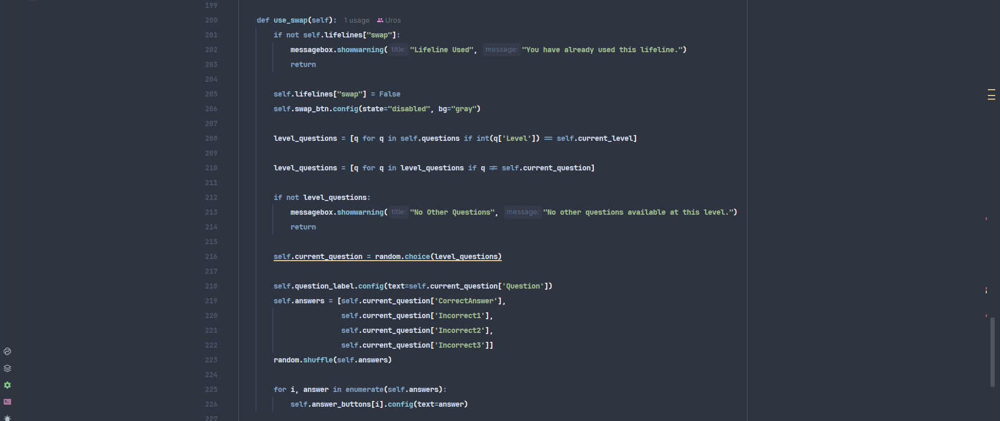 199
200 def use_swap(self): 1 usage Uros
201 if not self.lifelines["swap"]:
202 messagebox.showwarning( title: "Lifeline Used", message: "You have already used this lifeline.")
203 return
204
205 self.lifelines["swap"] = False
206 self.swap_btn.config(state="disabled", bg="gray")
207
208 level_questions = [q for q in self.questions if int(q['Level']) == self.current_level]
209
210 level_questions = [q for q in level_questions if q != self.current_question]
211
212 if not level_questions:
213 messagebox.showwarning( title: "No Other Questions", message: "No other questions available at this level.")
214 return
215
216 self.current_question = random.choice(level_questions)
217
218 self.question_label.config(text=self.current_question['Question'])
219 self.answers = [self.current_question['CorrectAnswer'],
220 self.current_question['Incorrect1'],
221 self.current_question['Incorrect2'],
222 self.current_question['Incorrect3']]
223 random.shuffle(self.answers)
224
225 for i, answer in enumerate(self.answers):
226 self.answer_buttons[i].config(text=answer)
227